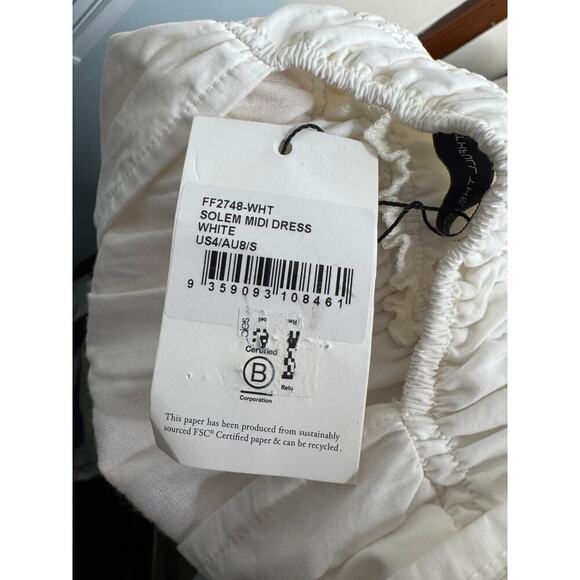 FF2748-WHT
SOLEM MIDI DRESS
WHITE
US4/AU8/S
9 359093 108461
Certified
B
Corporation
Retu
This paper has been produced from sustainably
sourced FSC® Certified paper & can be recycled.